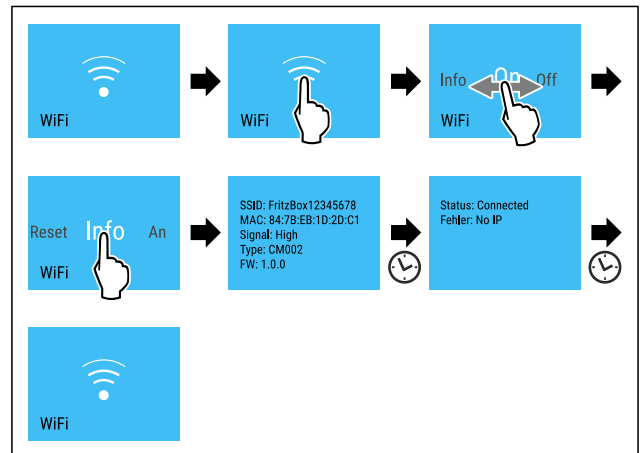 WiFi
WiFi
Info On Off
WiFi
Reset Info An
WiFi
SSID: FritzBox12345678
MAC: 84:7B:EB:1D:2D:C1
Signal: High
Type: CM002
FW: 1.0.0
Status: Connected
Fehler: No IP
WiFi